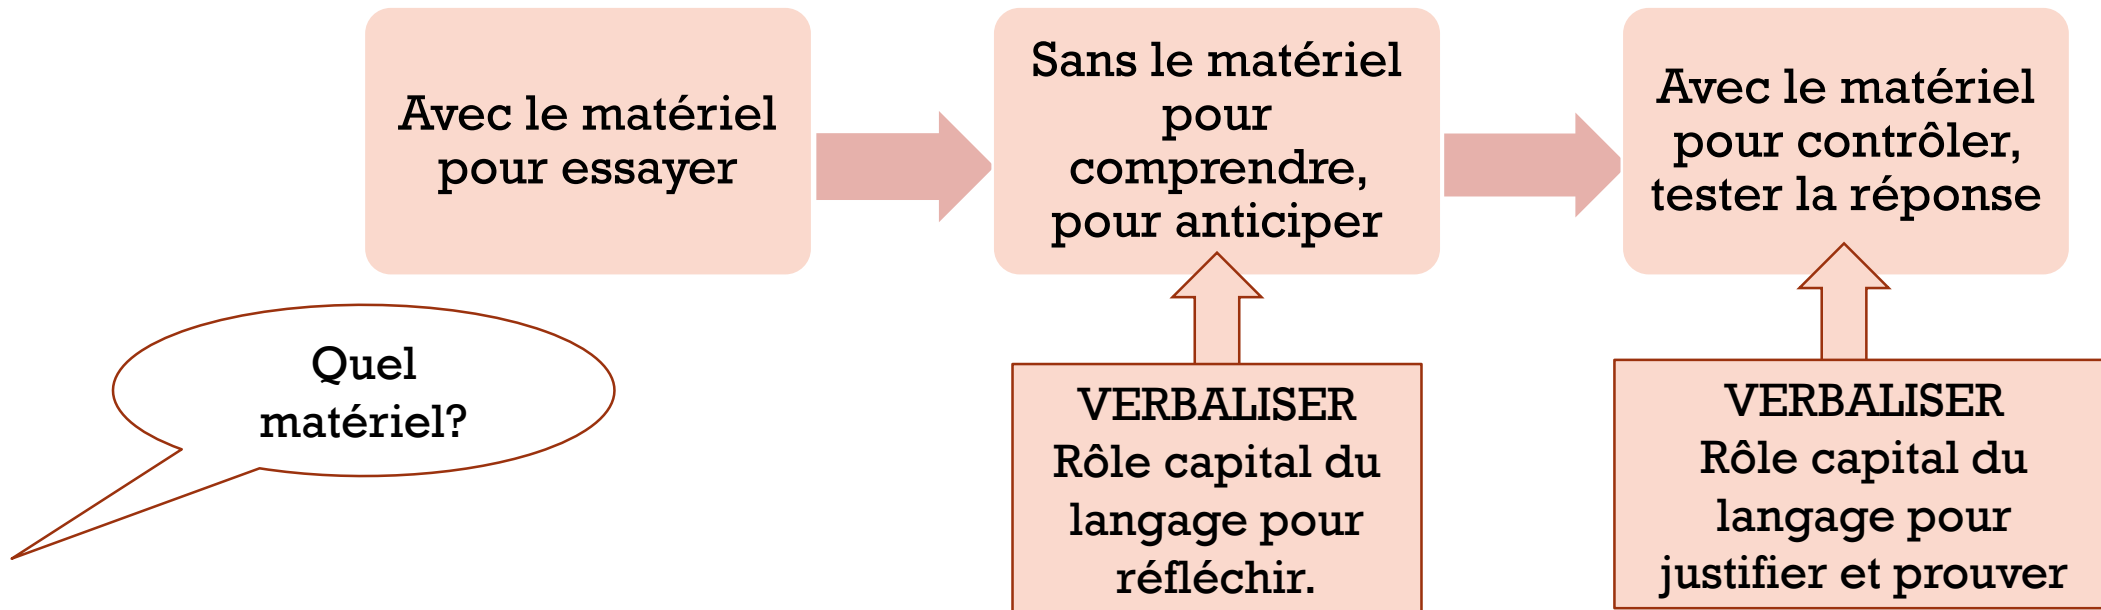 Avec le matériel
pour essayer
Sans le matériel
pour
comprendre,
pour anticiper
Avec le matériel
pour contrôler,
tester la réponse
Quel
matériel?
VERBALISER
Rôle capital du
langage pour
réfléchir.
VERBALISER
Rôle capital du
langage pour
justifier et prouver